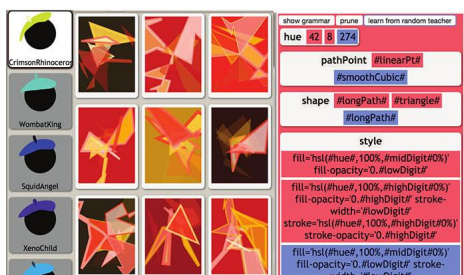 CrimsonRhinoceros
WombatKing
SquidAngel
XenoChild
show grammar prune learn from random teacher
hue 42 8 274
pathPoint #linearPt#
#smoothCubic#
shape #longPath# #triangle#
#longPath#
style
fill='hsl(#hue#,100%,#midDigit#0%)'
fill-opacity='0.#lowDigit#'
fill='hsl(#hue#,100%,#highDigit#0%)'
fill-opacity='0.#highDigit#' stroke-
width='#lowDigit#'
stroke='hsl(#hue#,100%,#highDigit#0%)'
stroke-opacity='0.#highDigit#'
fill='hsl(#hue#,100%,#highDigit#0%)'
fill-opacity='0.#lowDigit#' stroke-